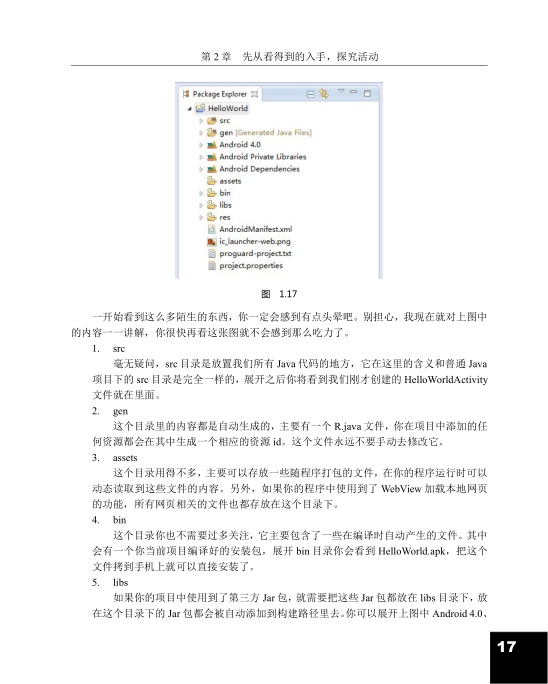 第 2 章 先从看得到的入手，探究活动
Package Explorer
HelloWorld
src
gen [Generated Java Files]
Android 4.0
Android Private Libraries
Android Dependencies
assets
bin
libs
res
AndroidManifest.xml
ic_launcher-web.png
proguard-project.txt
project.properties
图 1.17
一开始看到这么多陌生的东西，你一定会感到有点头晕吧。别担心，我现在就对上图中
的内容一一讲解，你很快再看这张图就不会感到那么吃力了。
1. src
毫无疑问，src 目录是放置我们所有 Java 代码的地方，它在这里的含义和普通 Java
项目下的 src 目录是完全一样的，展开之后你将看到我们刚才创建的 HelloWorldActivity
文件就在里面。
2. gen
这个目录里的内容都是自动生成的，主要有一个 R.java 文件，你在项目中添加的任
何资源都会在其中生成一个相应的资源 id。这个文件永远不要手动去修改它。
3. assets
这个目录用得不多，主要可以存放一些随程序打包的文件，在你的程序运行时可以
动态读取到这些文件的内容。另外，如果你的程序中使用到了 WebView 加载本地网页
的功能，所有网页相关的文件也都存放在这个目录下。
4. bin
这个目录你也不需要过多关注，它主要包含了一些在编译时自动产生的文件。其中
会有一个你当前项目编译好的安装包，展开 bin 目录你会看到 HelloWorld.apk，把这个
文件拷到手机上就可以直接安装了。
5. libs
如果你的项目中使用到了第三方 Jar 包，就需要把这些 Jar 包都放在 libs 目录下，放
在这个目录下的 Jar 包都会被自动添加到构建路径里去。你可以展开上图中 Android 4.0、
17